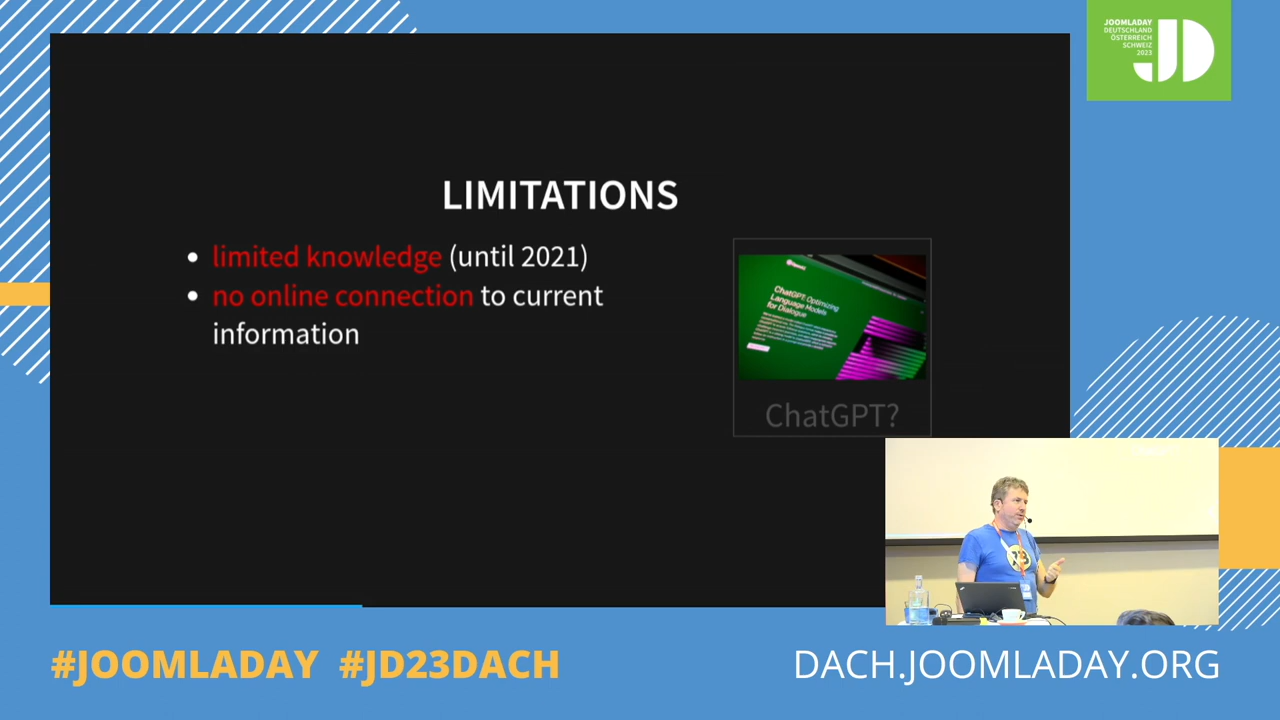 JOOMLADAY
DEUTSCHLAND
ÖSTERREICH
SCHWEIZ
2023
JD
LIMITATIONS
• limited knowledge (until 2021)
• no online connection to current
information
ChatGPT: Optimizing
Language Models
for Dialogue
ChatGPT?
#JOOMLADAY #JD23DACH
DACH.JOOMLADAY.ORG